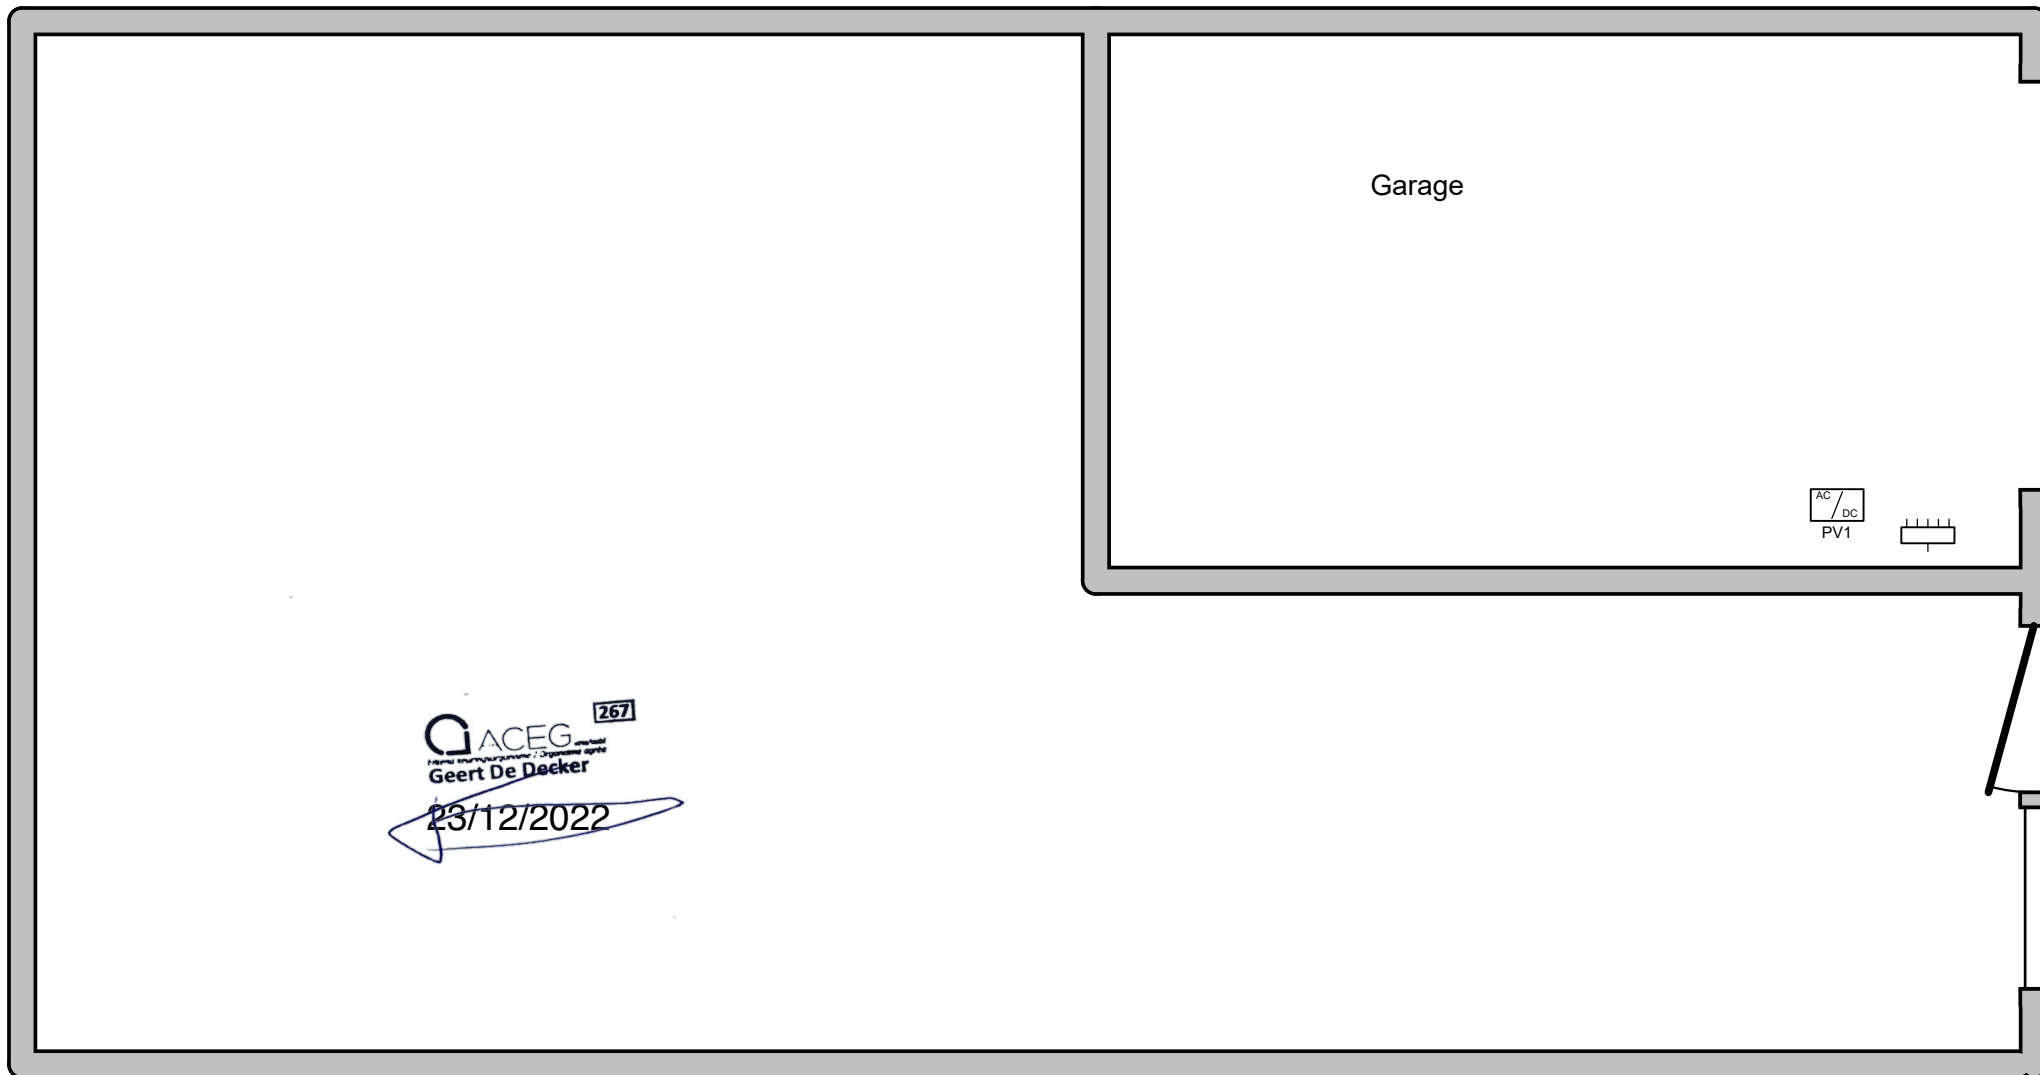 Garage
AC
DC
PV1
267
ACEG
Geert De Decker
23/12/2022